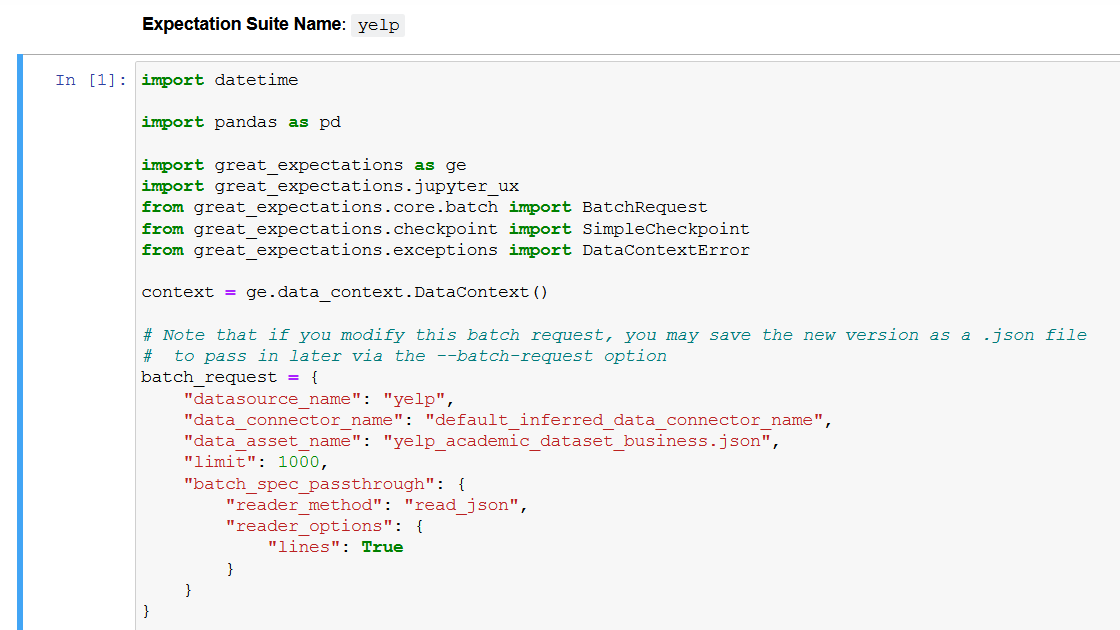 Expectation Suite Name: yelp
In [1]: import datetime

import pandas as pd

import great_expectations as ge
import great_expectations.jupyter_ux
from great_expectations.core.batch import BatchRequest
from great_expectations.checkpoint import SimpleCheckpoint
from great_expectations.exceptions import DataContextError

context = ge.data_context.DataContext()

# Note that if you modify this batch request, you may save the new version as a .json file
#  to pass in later via the --batch-request option
batch_request = {
    "datasource_name": "yelp",
    "data_connector_name": "default_inferred_data_connector_name",
    "data_asset_name": "yelp_academic_dataset_business.json",
    "limit": 1000,
    "batch_spec_passthrough": {
        "reader_method": "read_json",
        "reader_options": {
            "lines": True
        }
    }
}